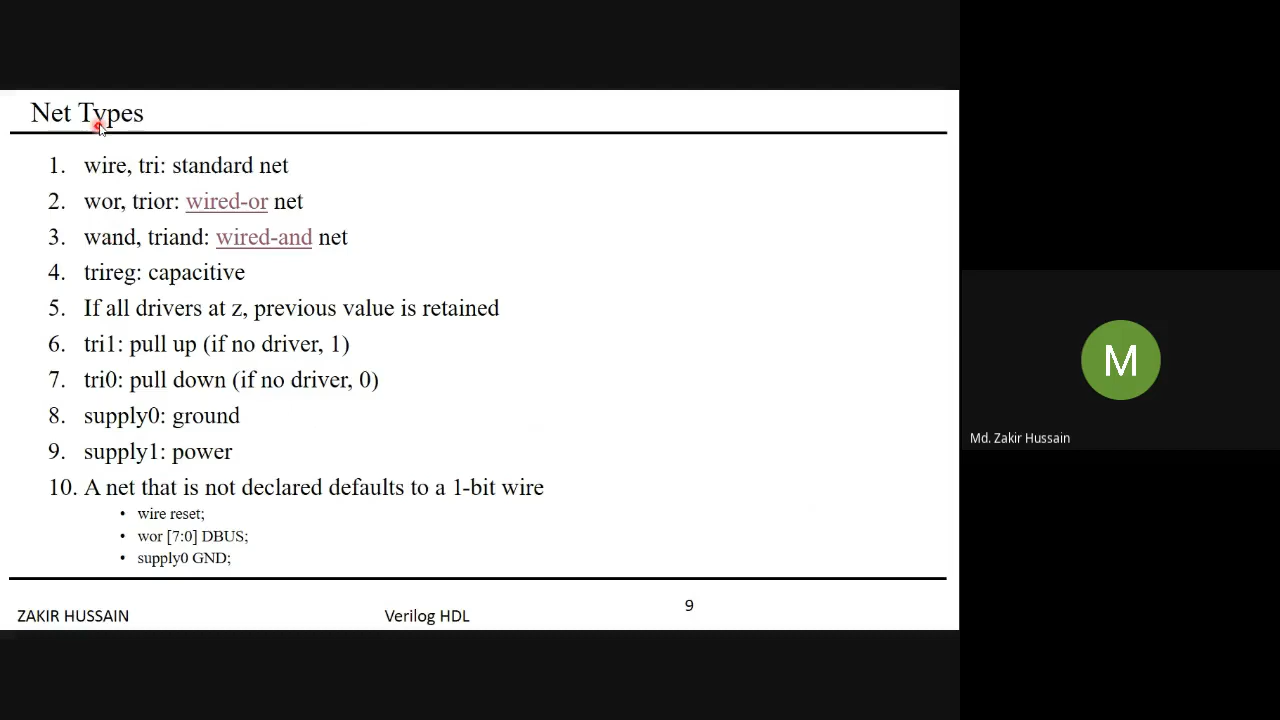 Net Types
1. wire, tri: standard net
2. wor, trior: wired-or net
3. wand, triand: wired-and net
4. trireg: capacitive
5. If all drivers at z, previous value is retained
6. tri1: pull up (if no driver, 1)
7. tri0: pull down (if no driver, 0)
8. supply0: ground
9. supply1: power
10. A net that is not declared defaults to a 1-bit wire
• wire reset;
• wor [7:0] DBUS;
• supply0 GND;
ZAKIR HUSSAIN
Verilog HDL
9
M
Md. Zakir Hussain